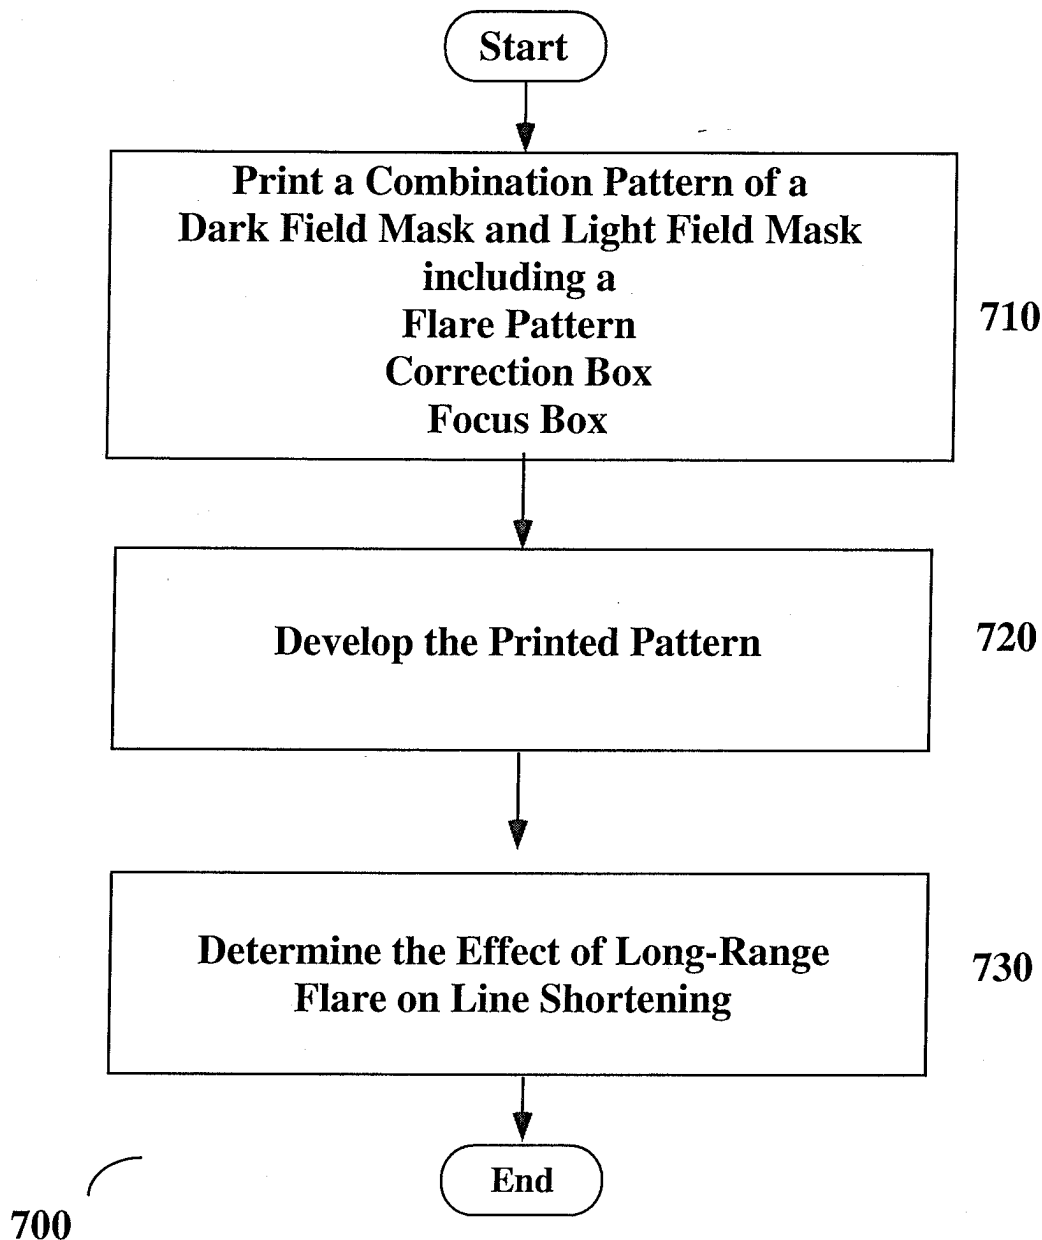 Start
Print a Combination Pattern of a
Dark Field Mask and Light Field Mask
including a
Flare Pattern
Correction Box
Focus Box
710
Develop the Printed Pattern
720
Determine the Effect of Long-Range
Flare on Line Shortening
730
End
700